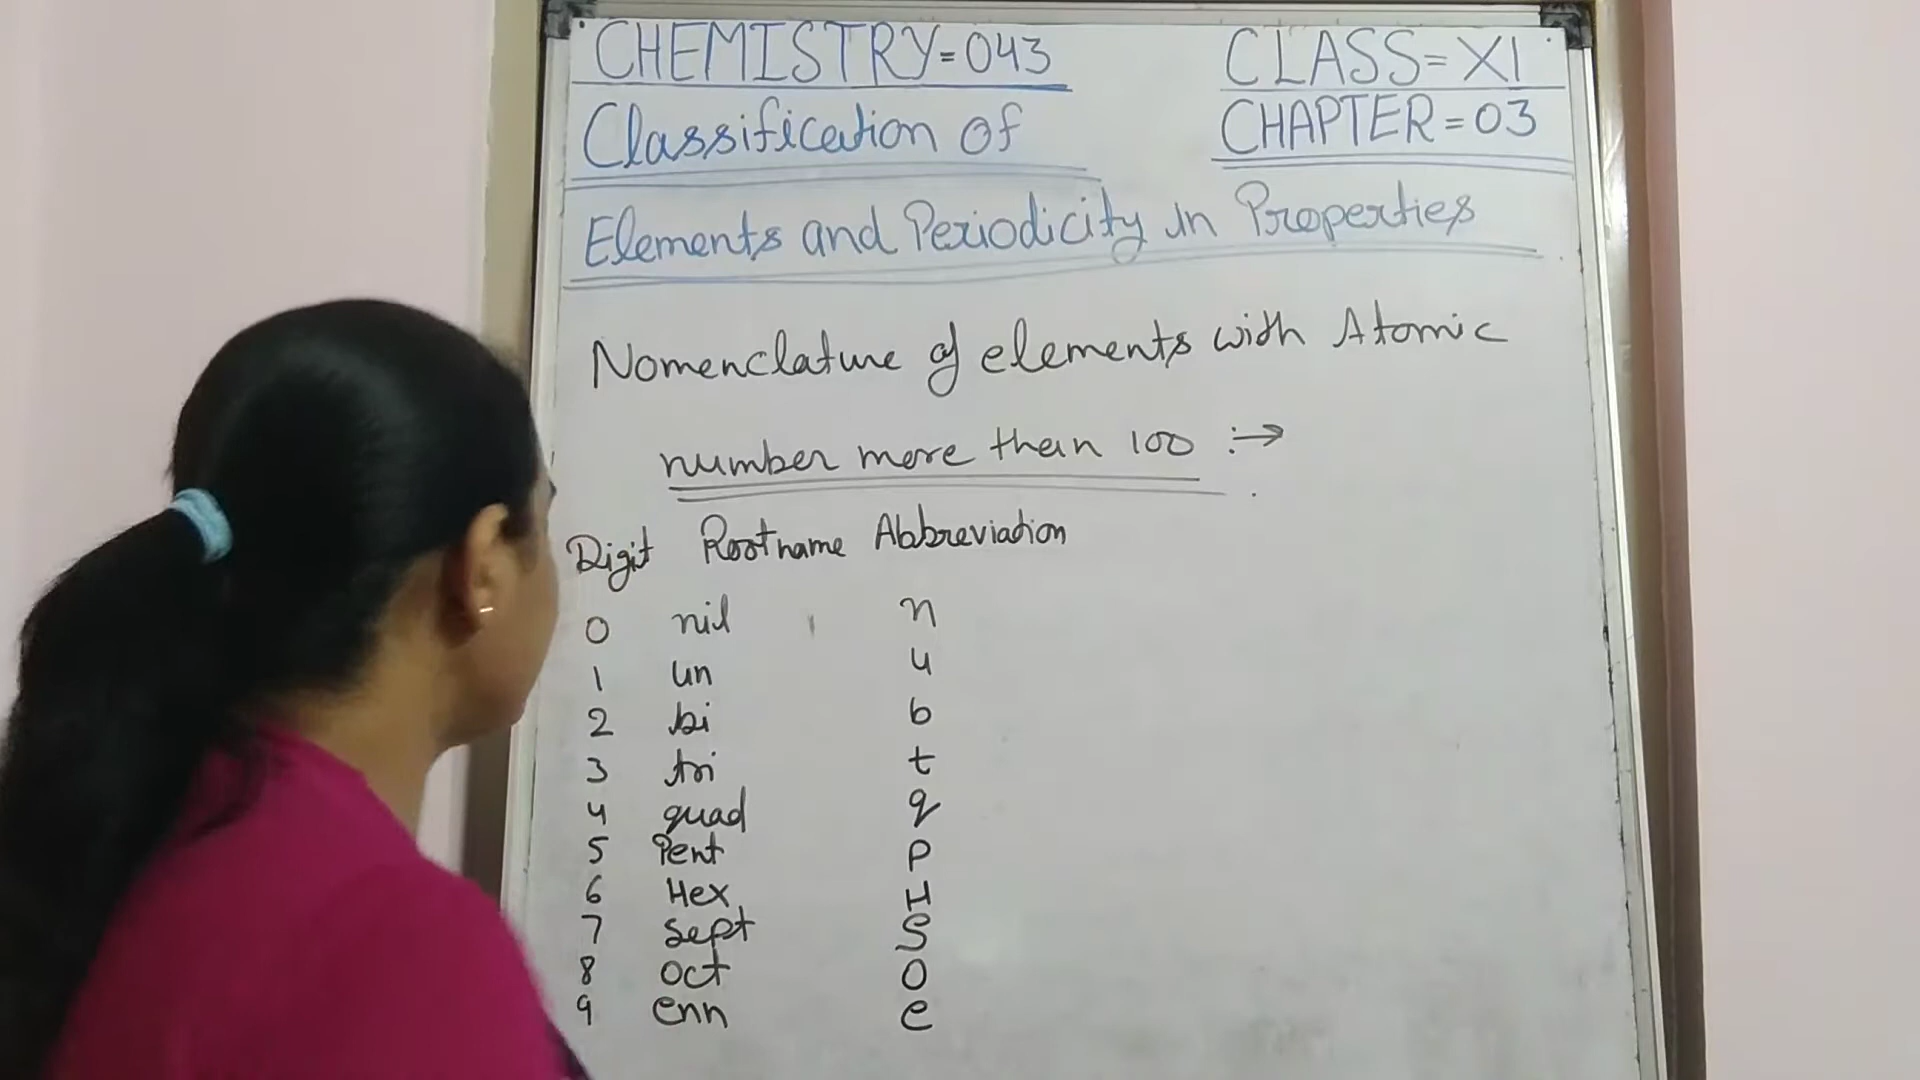 CHEMISTRY=043 CLASS=XI
Classification of CHAPTER=03
Elements and Periodicity in Properties
Nomenclature of elements with Atomic
number more than 100 :→
Digit Rootname Abbreviation
0 nil n
1 un u
2 bi b
3 tri t
4 quad q
5 Pent P
6 Hex H
7 Sept S
8 Oct O
9 enn e